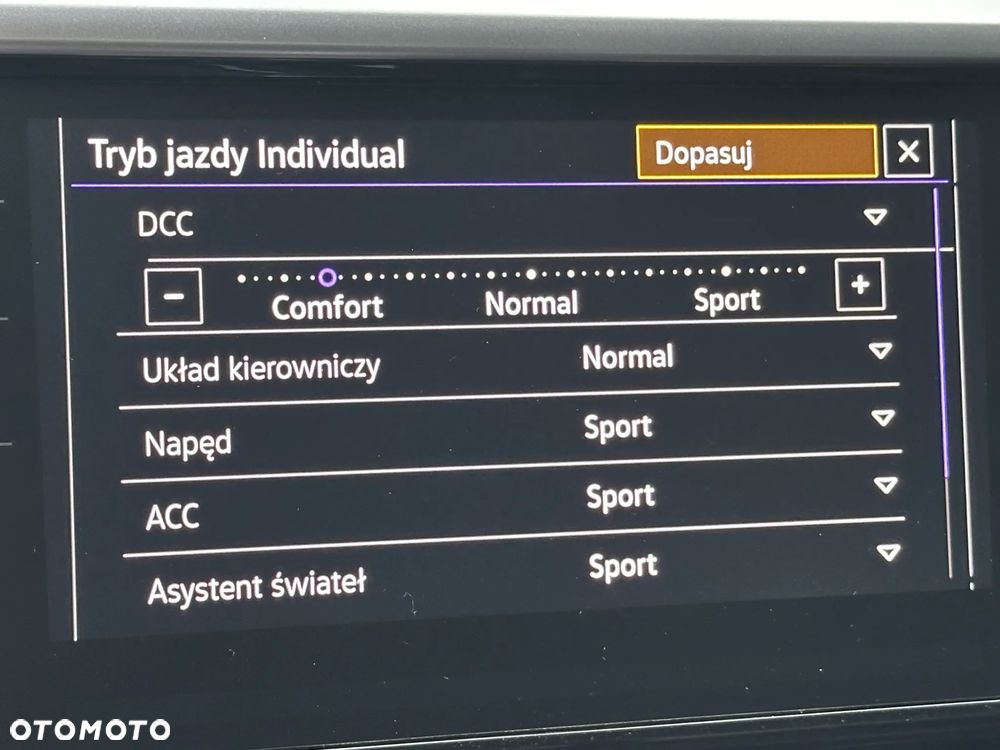 Tryb jazdy Individual Dopasuj ×
DCC
- Comfort Normal Sport +
Układ kierowniczy Normal
Napęd Sport
ACC Sport
Asystent świateł Sport
OTOMOTO